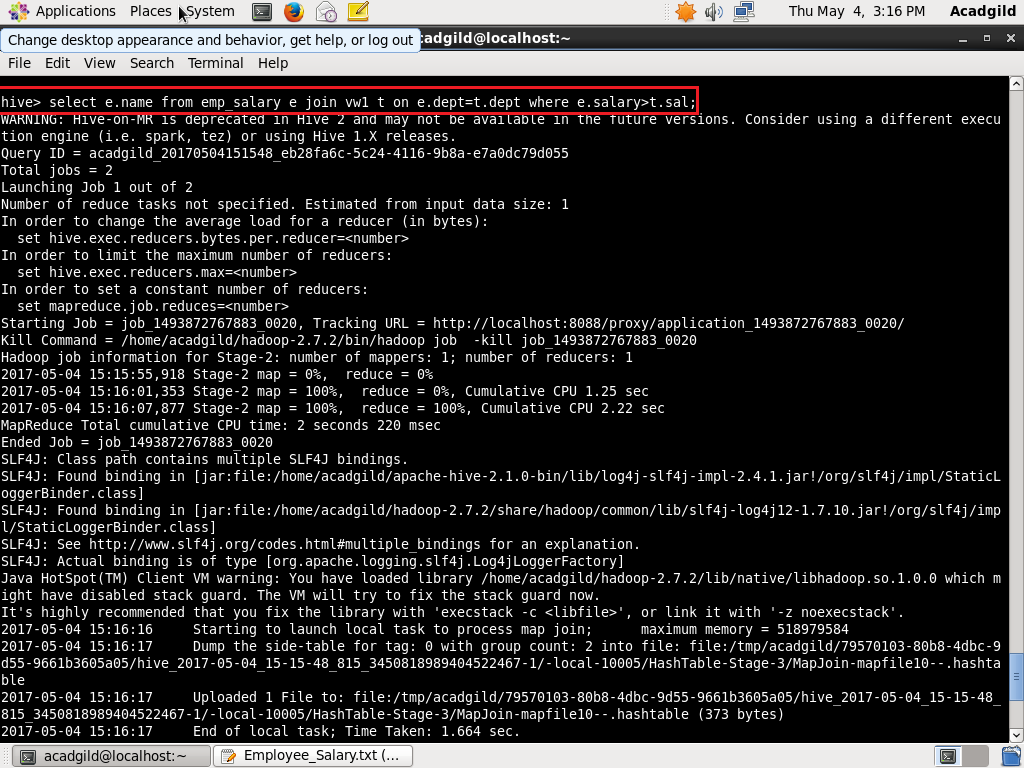 Applications Places System Thu May 4, 3:16 PM Acadgild
Change desktop appearance and behavior, get help, or log out
cadgild@localhost:~
File Edit View Search Terminal Help
hive> select e.name from emp_salary e join vw1 t on e.dept=t.dept where e.salary>t.sal;
WARNING: Hive-on-MR is deprecated in Hive 2 and may not be available in the future versions. Consider using a different execu
tion engine (i.e. spark, tez) or using Hive 1.X releases.
Query ID = acadgild_20170504151548_eb28fa6c-5c24-4116-9b8a-e7a0dc79d055
Total jobs = 2
Launching Job 1 out of 2
Number of reduce tasks not specified. Estimated from input data size: 1
In order to change the average load for a reducer (in bytes):
  set hive.exec.reducers.bytes.per.reducer=<number>
In order to limit the maximum number of reducers:
  set hive.exec.reducers.max=<number>
In order to set a constant number of reducers:
  set mapreduce.job.reduces=<number>
Starting Job = job_1493872767883_0020, Tracking URL = http://localhost:8088/proxy/application_1493872767883_0020/
Kill Command = /home/acadgild/hadoop-2.7.2/bin/hadoop job  -kill job_1493872767883_0020
Hadoop job information for Stage-2: number of mappers: 1; number of reducers: 1
2017-05-04 15:15:55,918 Stage-2 map = 0%,  reduce = 0%
2017-05-04 15:16:01,353 Stage-2 map = 100%,  reduce = 0%, Cumulative CPU 1.25 sec
2017-05-04 15:16:07,877 Stage-2 map = 100%,  reduce = 100%, Cumulative CPU 2.22 sec
MapReduce Total cumulative CPU time: 2 seconds 220 msec
Ended Job = job_1493872767883_0020
SLF4J: Class path contains multiple SLF4J bindings.
SLF4J: Found binding in [jar:file:/home/acadgild/apache-hive-2.1.0-bin/lib/log4j-slf4j-impl-2.4.1.jar!/org/slf4j/impl/StaticL
oggerBinder.class]
SLF4J: Found binding in [jar:file:/home/acadgild/hadoop-2.7.2/share/hadoop/common/lib/slf4j-log4j12-1.7.10.jar!/org/slf4j/imp
l/StaticLoggerBinder.class]
SLF4J: See http://www.slf4j.org/codes.html#multiple_bindings for an explanation.
SLF4J: Actual binding is of type [org.apache.logging.slf4j.Log4jLoggerFactory]
Java HotSpot(TM) Client VM warning: You have loaded library /home/acadgild/hadoop-2.7.2/lib/native/libhadoop.so.1.0.0 which m
ight have disabled stack guard. The VM will try to fix the stack guard now.
It's highly recommended that you fix the library with 'execstack -c <libfile>', or link it with '-z noexecstack'.
2017-05-04 15:16:16     Starting to launch local task to process map join;      maximum memory = 518979584
2017-05-04 15:16:17     Dump the side-table for tag: 0 with group count: 2 into file: file:/tmp/acadgild/79570103-80b8-4dbc-9
d55-9661b3605a05/hive_2017-05-04_15-15-48_815_3450818989404522467-1/-local-10005/HashTable-Stage-3/MapJoin-mapfile10--.hashta
ble
2017-05-04 15:16:17     Uploaded 1 File to: file:/tmp/acadgild/79570103-80b8-4dbc-9d55-9661b3605a05/hive_2017-05-04_15-15-48_
815_3450818989404522467-1/-local-10005/HashTable-Stage-3/MapJoin-mapfile10--.hashtable (373 bytes)
2017-05-04 15:16:17     End of local task; Time Taken: 1.664 sec.
acadgild@localhost:~ Employee_Salary.txt (...